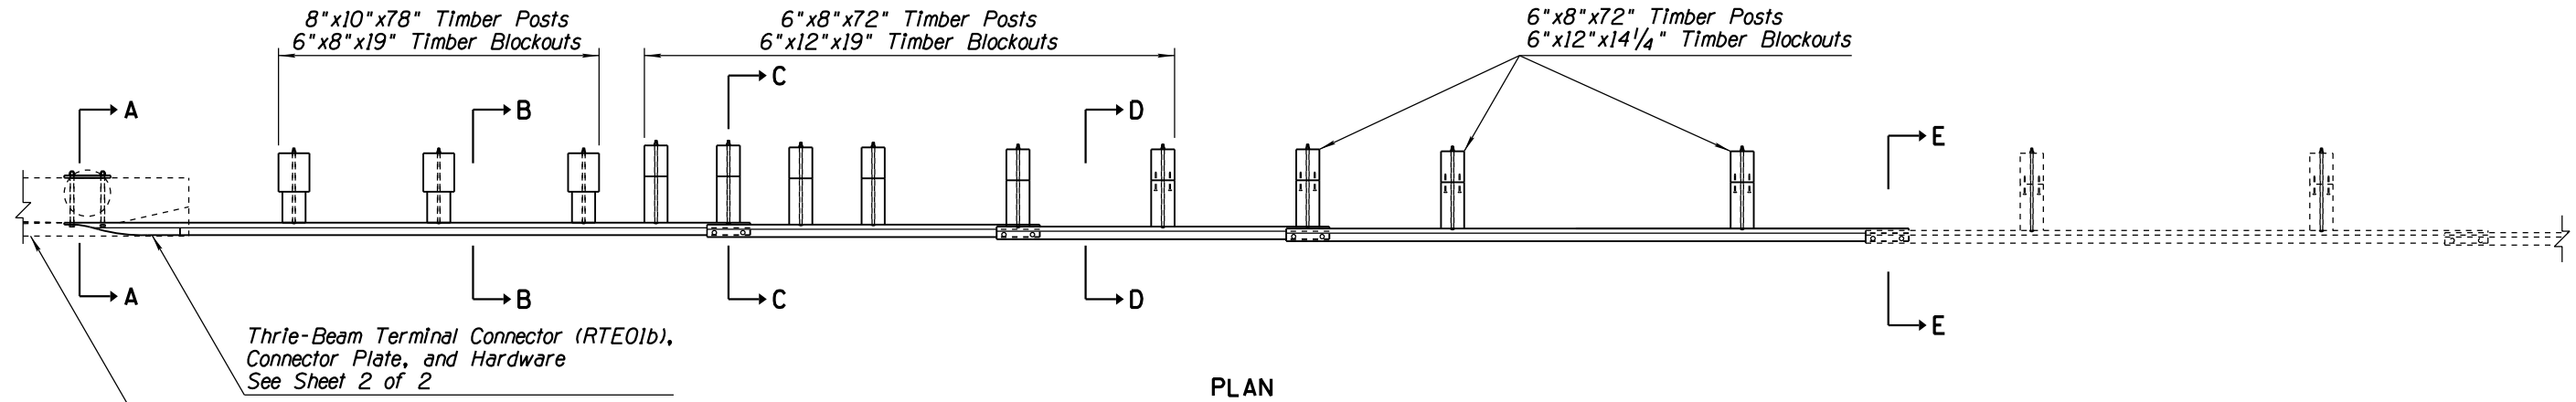 8"x10"x78" Timber Posts
6"x8"x19" Timber Blockouts
6"x8"x72" Timber Posts
6"x12"x19" Timber Blockouts
6"x8"x72" Timber Posts
6"x12"x14 1/4" Timber Blockouts
A
B
C
D
E
A
B
C
D
E
Thrie-Beam Terminal Connector (RTE01b),
Connector Plate, and Hardware
See Sheet 2 of 2
PLAN